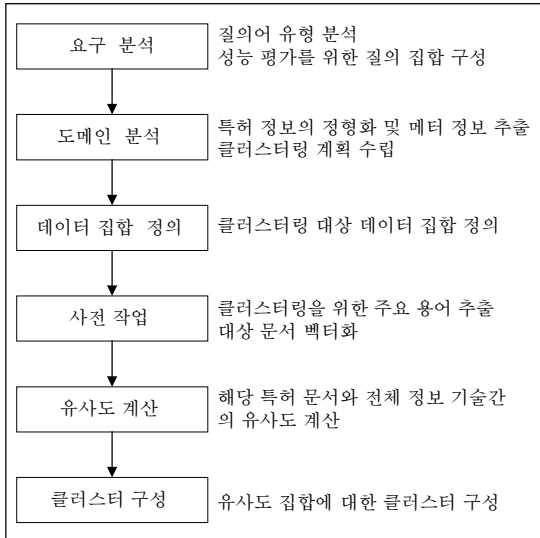 요구 분석
질의어 유형 분석
성능 평가를 위한 질의 집합 구성
도메인 분석
특허 정보의 정형화 및 메터 정보 추출
클러스터링 계획 수립
데이터 집합 정의
클러스터링 대상 데이터 집합 정의
사전 작업
클러스터링을 위한 주요 용어 추출
대상 문서 벡터화
유사도 계산
해당 특허 문서와 전체 정보 기술간
의 유사도 계산
클러스터 구성
유사도 집합에 대한 클러스터 구성